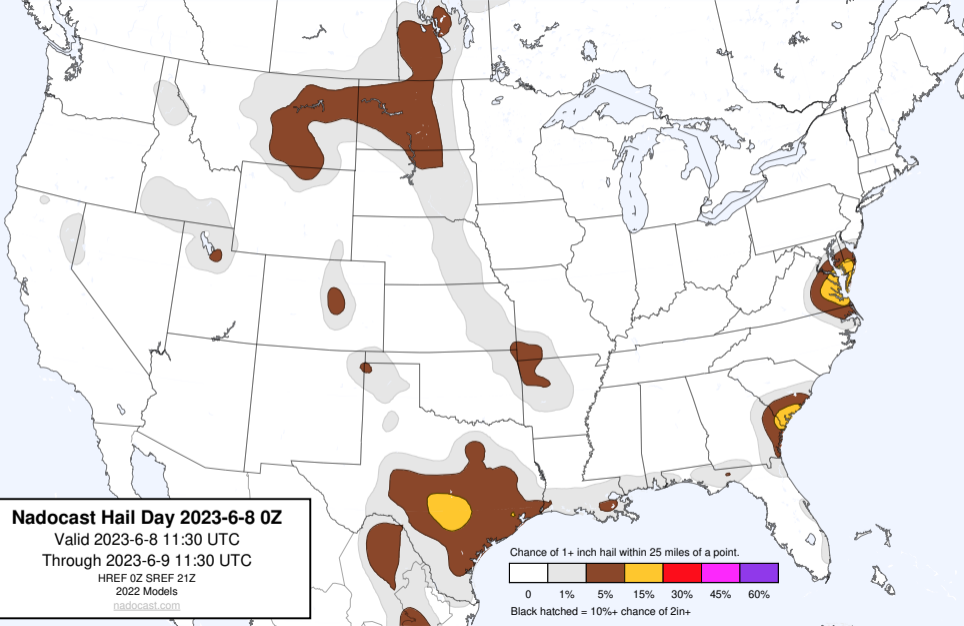 Nadocast Hail Day 2023-6-8 0Z
Valid 2023-6-8 11:30 UTC
Through 2023-6-9 11:30 UTC
HREF 0Z SREF 21Z
2022 Models
nadocast.com
Chance of 1+ inch hail within 25 miles of a point.
0 1% 5% 15% 30% 45% 60%
Black hatched = 10%+ chance of 2in+